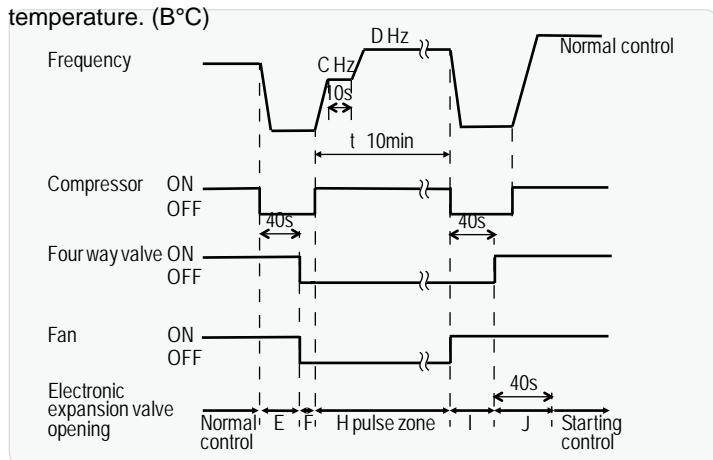 temperature. (B°C)
D Hz
Normal control
Frequency
C Hz
10s
t 10min
Compressor ON
OFF
40s
40s
Four way valve ON
OFF
Fan ON
OFF
40s
Electronic
expansion valve
opening
Normal
control
E
F
H pulse zone
I
J
Starting
control